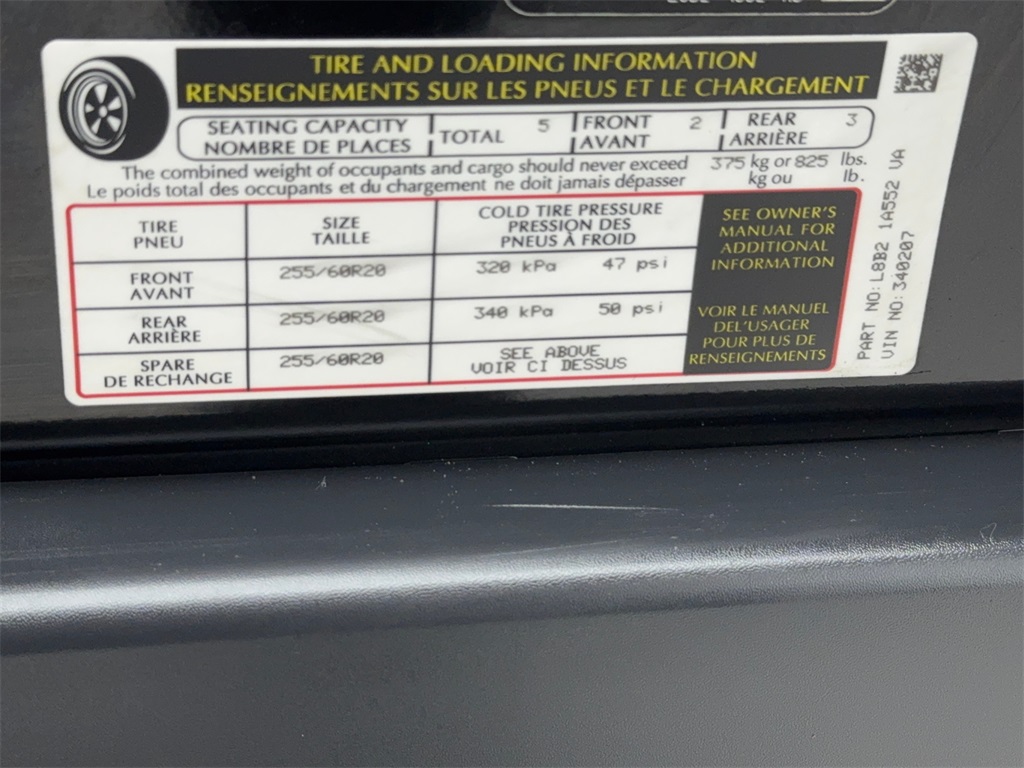 TIRE AND LOADING INFORMATION
RENSEIGNEMENTS SUR LES PNEUS ET LE CHARGEMENT
SEATING CAPACITY
NOMBRE DE PLACES
TOTAL 5
FRONT 2
AVANT
REAR 3
ARRIÈRE
The combined weight of occupants and cargo should never exceed 375 kg or 825 lbs.
Le poids total des occupants et du chargement ne doit jamais dépasser kg ou lb.
TIRE
PNEU
SIZE
TAILLE
COLD TIRE PRESSURE
PRESSION DES
PNEUS À FROID
FRONT
AVANT
255/60R20
320 kPa 47 psi
REAR
ARRIÈRE
255/60R20
340 kPa 50 psi
SPARE
DE RECHANGE
255/60R20
SEE ABOVE
VOIR CI DESSUS
SEE OWNER'S
MANUAL FOR
ADDITIONAL
INFORMATION
VOIR LE MANUEL
DEL'USAGER
POUR PLUS DE
RENSEIGNEMENTS
PART NO: L8B2 1A552 VA
VIN NO: 340207